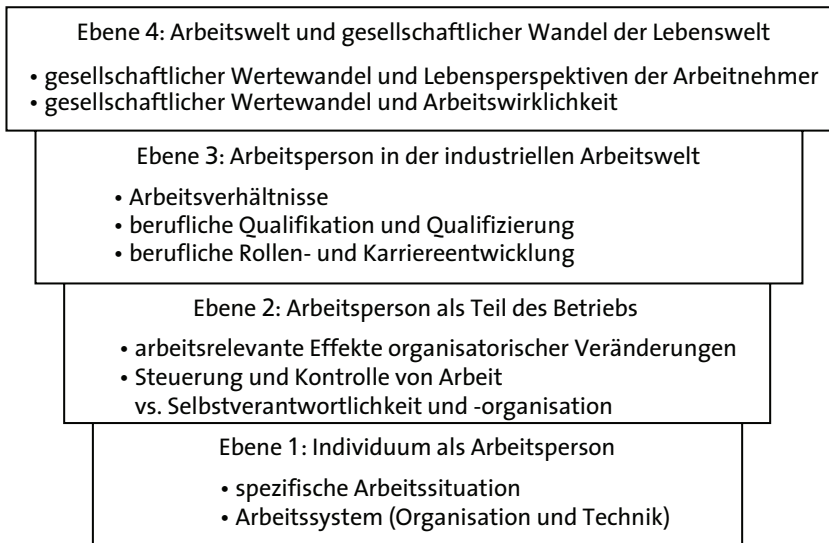 Ebene 4: Arbeitswelt und gesellschaftlicher Wandel der Lebenswelt
• gesellschaftlicher Wertewandel und Lebensperspektiven der Arbeitnehmer
• gesellschaftlicher Wertewandel und Arbeitswirklichkeit
Ebene 3: Arbeitsperson in der industriellen Arbeitswelt
• Arbeitsverhältnisse
• berufliche Qualifikation und Qualifizierung
• berufliche Rollen- und Karriereentwicklung
Ebene 2: Arbeitsperson als Teil des Betriebs
• arbeitsrelevante Effekte organisatorischer Veränderungen
• Steuerung und Kontrolle von Arbeit
vs. Selbstverantwortlichkeit und -organisation
Ebene 1: Individuum als Arbeitsperson
• spezifische Arbeitssituation
• Arbeitssystem (Organisation und Technik)